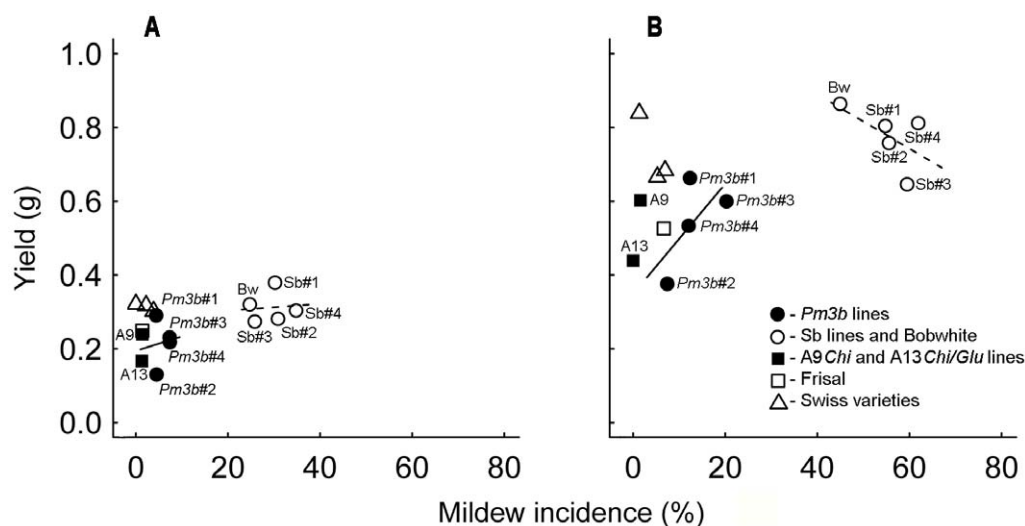 A
B
1.0
0.8
0.6
0.4
0.2
0.0
Yield (g)
Pm3b#1
Pm3b#3
A9
Pm3b#4
A13
Pm3b#2
Bw
Sb#1
Sb#4
Sb#3
Sb#2
0 20 40 60 80
Bw
Sb#1
Sb#4
Sb#2
Sb#3
Pm3b#1
A9
Pm3b#3
Pm3b#4
A13
Pm3b#2
- Pm3b lines
- Sb lines and Bobwhite
- A9 Chi and A13 Chi/Glu lines
- Frisal
- Swiss varieties
0 20 40 60 80
Mildew incidence (%)